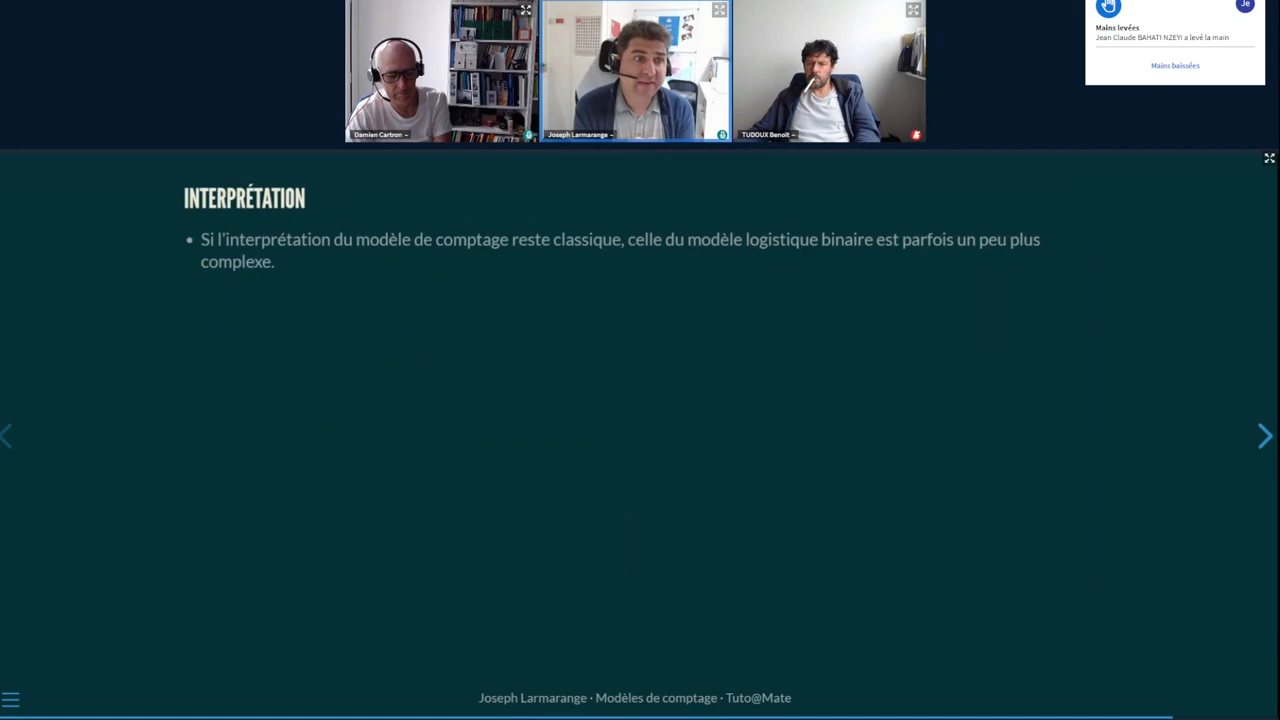 Je
Mains levées
Jean Claude BAHATI NZEYI a levé la main
Mains baissées
Damien Cartron
Joseph Larmarange
TUDOUX Benoit
INTERPRÉTATION
• Si l'interprétation du modèle de comptage reste classique, celle du modèle logistique binaire est parfois un peu plus
complexe.
Joseph Larmarange · Modèles de comptage · Tuto@Mate